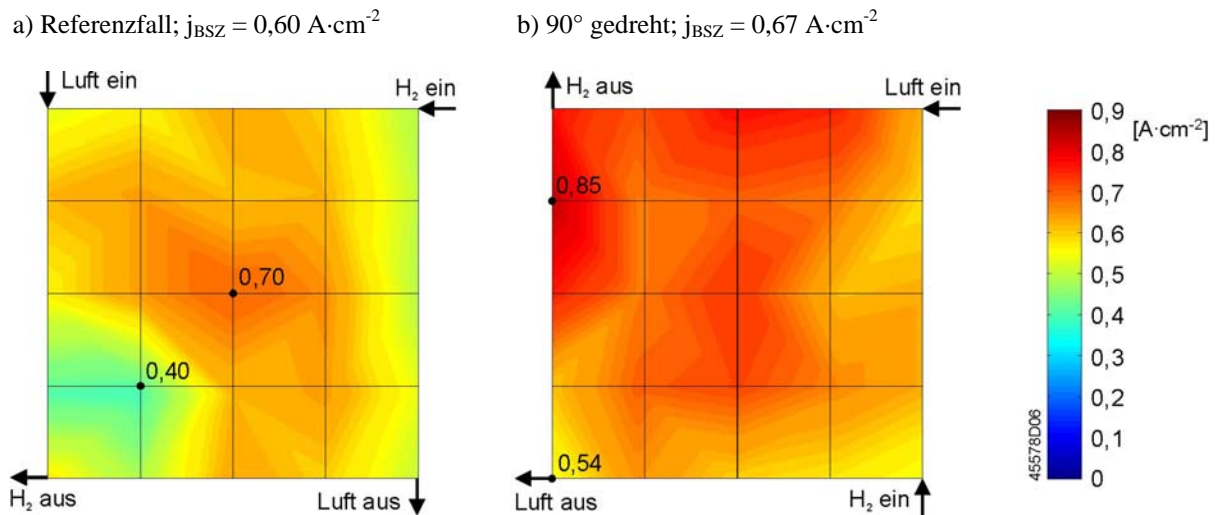 a) Referenzfall; j_BSZ = 0,60 A·cm⁻²
b) 90° gedreht; j_BSZ = 0,67 A·cm⁻²
Luft ein
H₂ ein
0,70
0,40
H₂ aus
Luft aus
H₂ aus
Luft ein
0,85
0,54
Luft aus
H₂ ein
0,9
[A·cm⁻²]
0,8
0,7
0,6
0,5
0,4
0,3
0,2
0,1
0
45578D06